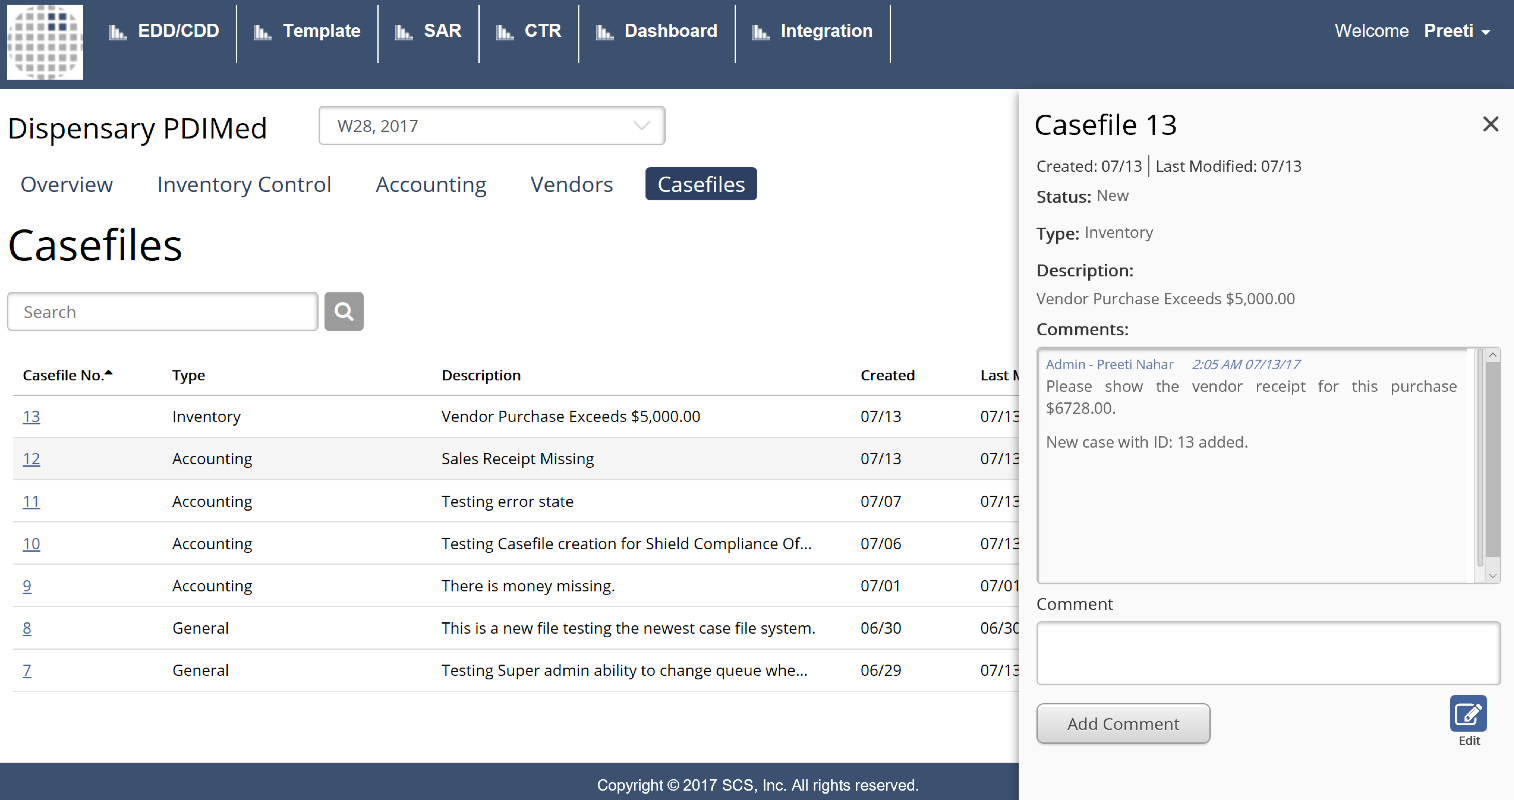 EDD/CDD Template SAR CTR Dashboard Integration Welcome Preeti
Dispensary PDIMed W28, 2017
Overview Inventory Control Accounting Vendors Casefiles
Casefiles
Search
Casefile No. Type Description Created Last M
13 Inventory Vendor Purchase Exceeds $5,000.00 07/13 07/13
12 Accounting Sales Receipt Missing 07/13 07/13
11 Accounting Testing error state 07/07 07/13
10 Accounting Testing Casefile creation for Shield Compliance Of... 07/06 07/13
9 Accounting There is money missing. 07/01 07/01
8 General This is a new file testing the newest case file system. 06/30 06/30
7 General Testing Super admin ability to change queue whe... 06/29 07/13
Casefile 13
Created: 07/13 Last Modified: 07/13
Status: New
Type: Inventory
Description:
Vendor Purchase Exceeds $5,000.00
Comments:
Admin - Preeti Nahar 2:05 AM 07/13/17
Please show the vendor receipt for this purchase
$6728.00.
New case with ID: 13 added.
Comment
Add Comment
Edit
Copyright © 2017 SCS, Inc. All rights reserved.